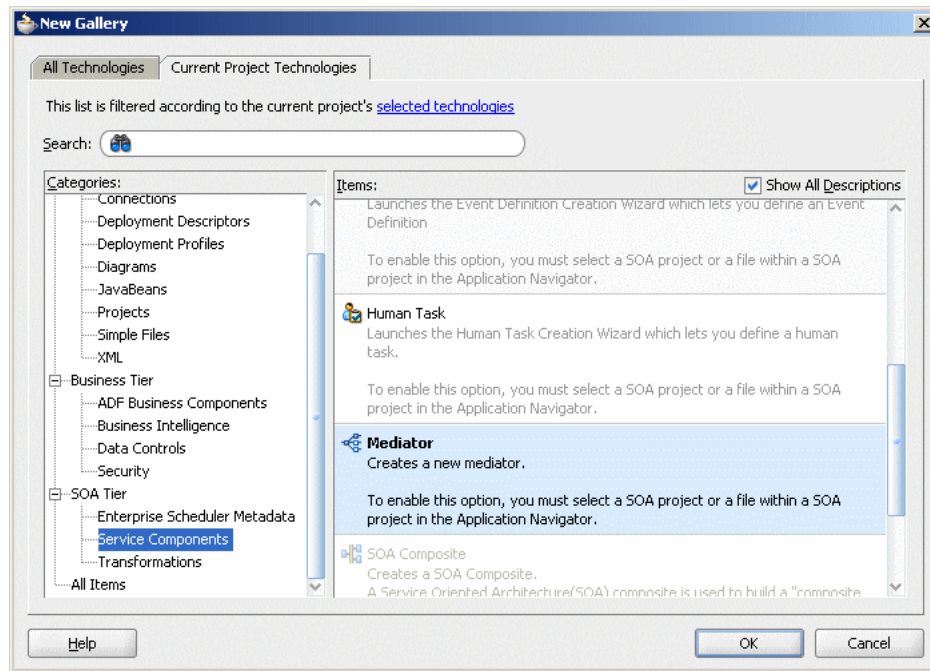 New Gallery
All Technologies
Current Project Technologies
This list is filtered according to the current project's selected technologies
Search:
Categories:
Connections
Deployment Descriptors
Deployment Profiles
Diagrams
JavaBeans
Projects
Simple Files
XML
Business Tier
ADF Business Components
Business Intelligence
Data Controls
Security
SOA Tier
Enterprise Scheduler Metadata
Service Components
Transformations
All Items
Items:
Show All Descriptions
Launches the Event Definition Creation Wizard which lets you define an Event
Definition
To enable this option, you must select a SOA project or a file within a SOA
project in the Application Navigator.
Human Task
Launches the Human Task Creation Wizard which lets you define a human
task.
To enable this option, you must select a SOA project or a file within a SOA
project in the Application Navigator.
Mediator
Creates a new mediator.
To enable this option, you must select a SOA project or a file within a SOA
project in the Application Navigator.
SOA Composite
Creates a SOA Composite.
A Service Oriented Architecture(SOA) composite is used to build a "composite
Help
OK
Cancel